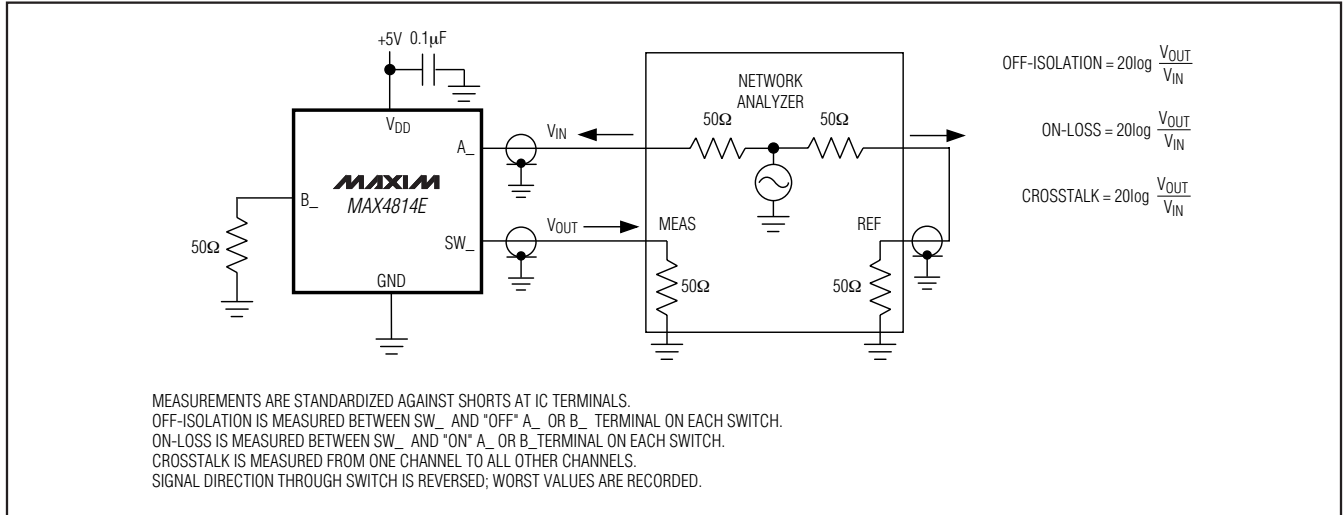 +5V 0.1μF
V_DD
A_
MAXIM
MAX4814E
B_
50Ω
SW_
GND
V_IN
V_OUT
NETWORK
ANALYZER
50Ω 50Ω
MEAS REF
50Ω 50Ω
OFF-ISOLATION = 20log V_OUT / V_IN
ON-LOSS = 20log V_OUT / V_IN
CROSSTALK = 20log V_OUT / V_IN
MEASUREMENTS ARE STANDARDIZED AGAINST SHORTS AT IC TERMINALS.
OFF-ISOLATION IS MEASURED BETWEEN SW_ AND "OFF" A_ OR B_ TERMINAL ON EACH SWITCH.
ON-LOSS IS MEASURED BETWEEN SW_ AND "ON" A_ OR B_TERMINAL ON EACH SWITCH.
CROSSTALK IS MEASURED FROM ONE CHANNEL TO ALL OTHER CHANNELS.
SIGNAL DIRECTION THROUGH SWITCH IS REVERSED; WORST VALUES ARE RECORDED.